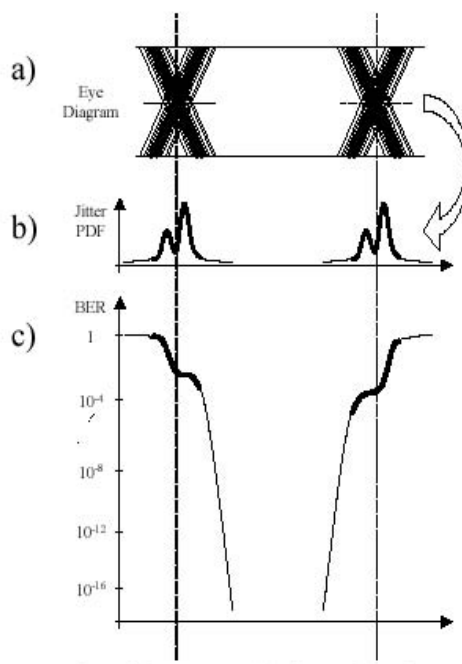 a)
Eye
Diagram
b)
Jitter
PDF
BER
c)
1
10-4
10-8
10-12
10-16